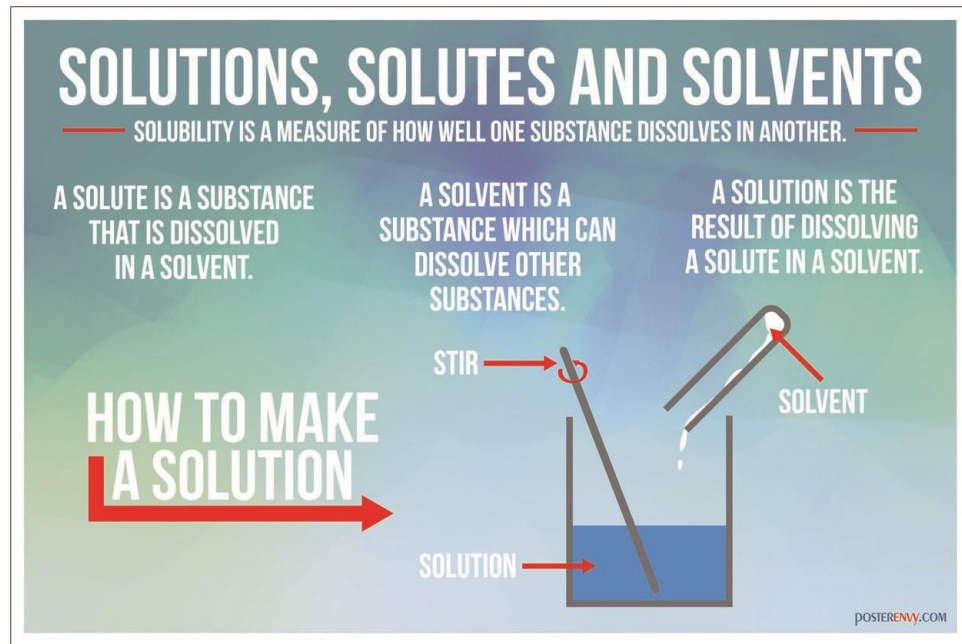 SOLUTIONS, SOLUTES AND SOLVENTS
SOLUBILITY IS A MEASURE OF HOW WELL ONE SUBSTANCE DISSOLVES IN ANOTHER.
A SOLUTE IS A SUBSTANCE
THAT IS DISSOLVED
IN A SOLVENT.
A SOLVENT IS A
SUBSTANCE WHICH CAN
DISSOLVE OTHER
SUBSTANCES.
A SOLUTION IS THE
RESULT OF DISSOLVING
A SOLUTE IN A SOLVENT.
HOW TO MAKE
A SOLUTION
STIR
SOLVENT
SOLUTION
POSTERENVY.COM